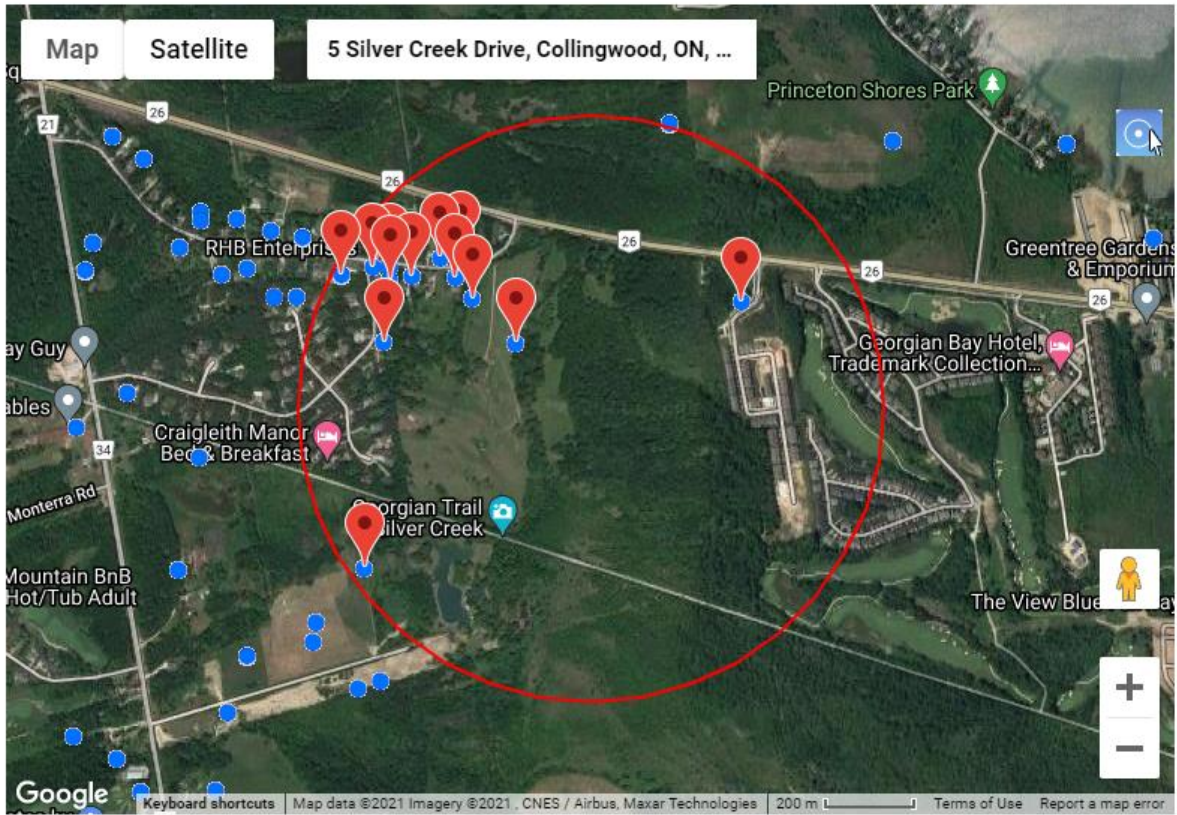 Map
Satellite
5 Silver Creek Drive, Collingwood, ON, ...
Princeton Shores Park
26
21
26
RHB Enterprises
26
Greentree Gardens
& Emporium
26
26
Georgian Bay Hotel,
Trademark Collection...
ay Guy
ables
Craigleith Manor
Bed & Breakfast
34
Monterra Rd
Georgian Trail
Silver Creek
Mountain BnB
Hot/Tub Adult
The View Blue
Google
Keyboard shortcuts
Map data ©2021 Imagery ©2021 , CNES / Airbus, Maxar Technologies
200 m
Terms of Use
Report a map error